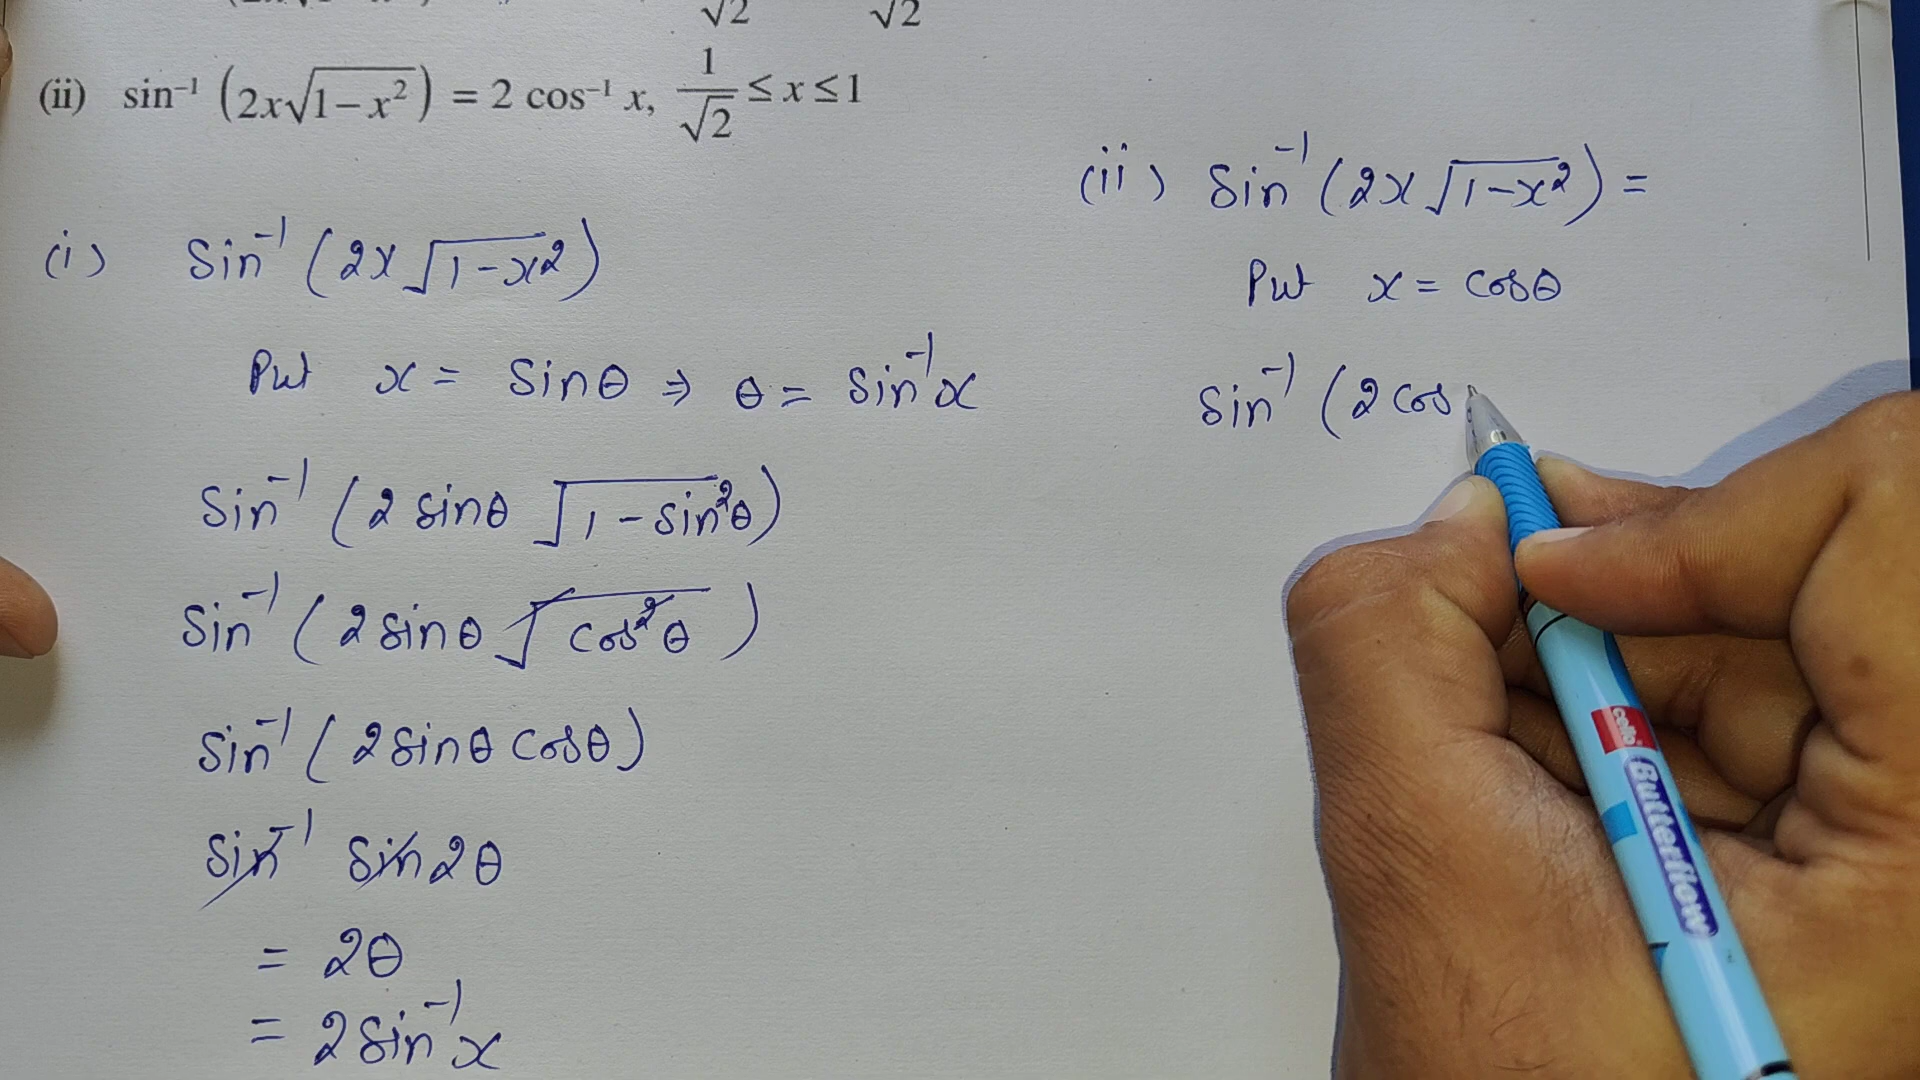 √2 √2
(ii) sin⁻¹ (2x√(1–x²)) = 2 cos⁻¹ x, 1/√2 ≤ x ≤ 1
(i) Sin⁻¹ (2x √(1-x²))
Put x = Sinθ ⇒ θ = Sin⁻¹x
Sin⁻¹ (2 sinθ √(1-sin²θ))
Sin⁻¹ (2 sinθ √(cos²θ))
Sin⁻¹ (2 sinθ cosθ)
Sin⁻¹ Sin 2θ
= 2θ
= 2 Sin⁻¹x
(ii) Sin⁻¹ (2x √(1-x²)) =
Put x = cosθ
Sin⁻¹ (2 cos
cello
Butterflow